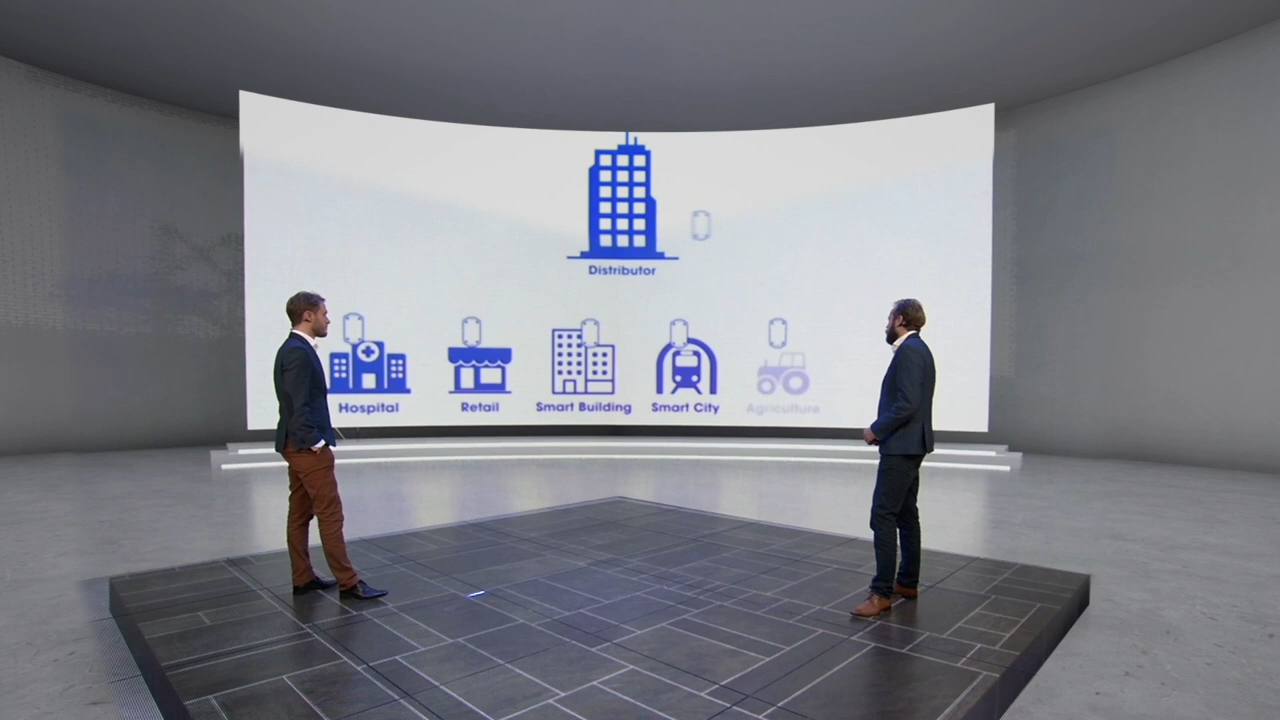 Distributor
Hospital
Retail
Smart Building
Smart City
Agriculture